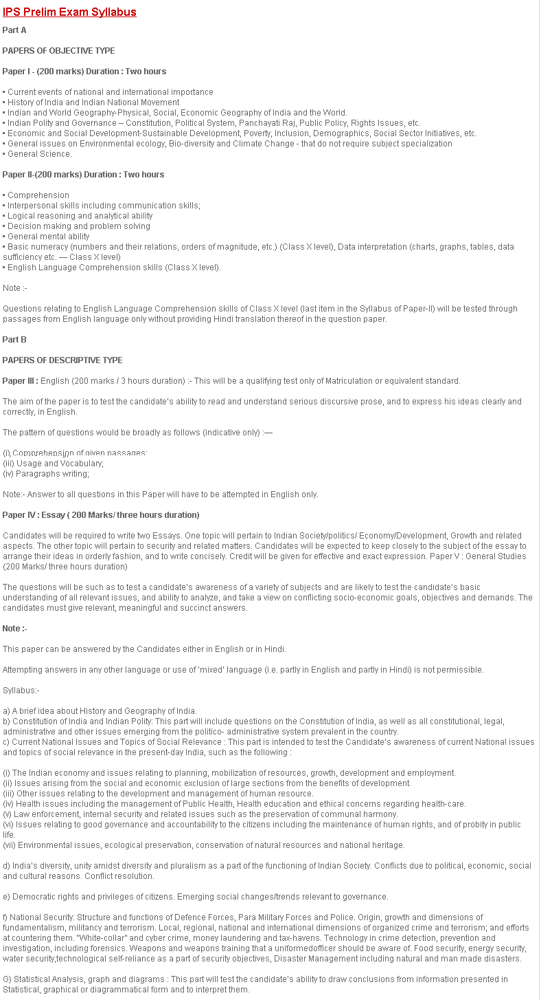 IPS Prelim Exam Syllabus
Part A
PAPERS OF OBJECTIVE TYPE
Paper I - (200 marks) Duration : Two hours
• Current events of national and international importance
• History of India and Indian National Movement
• Indian and World Geography-Physical, Social, Economic Geography of India and the World.
• Indian Polity and Governance – Constitution, Political System, Panchayati Raj, Public Policy, Rights Issues, etc.
• Economic and Social Development-Sustainable Development, Poverty, Inclusion, Demographics, Social Sector Initiatives, etc.
• General issues on Environmental ecology, Bio-diversity and Climate Change - that do not require subject specialization
• General Science.
Paper II-(200 marks) Duration : Two hours
• Comprehension
• Interpersonal skills including communication skills;
• Logical reasoning and analytical ability
• Decision making and problem solving
• General mental ability
• Basic numeracy (numbers and their relations, orders of magnitude, etc.) (Class X level), Data interpretation (charts, graphs, tables, data
sufficiency etc. — Class X level)
• English Language Comprehension skills (Class X level).
Note :-
Questions relating to English Language Comprehension skills of Class X level (last item in the Syllabus of Paper-II) will be tested through
passages from English language only without providing Hindi translation thereof in the question paper.
Part B
PAPERS OF DESCRIPTIVE TYPE
Paper III : English (200 marks / 3 hours duration) :- This will be a qualifying test only of Matriculation or equivalent standard.
The aim of the paper is to test the candidate's ability to read and understand serious discursive prose, and to express his ideas clearly and
correctly, in English.
The pattern of questions would be broadly as follows (indicative only) :—
(i) Comprehension of given passages;
(iii) Usage and Vocabulary;
(iv) Paragraphs writing;
Note:- Answer to all questions in this Paper will have to be attempted in English only.
Paper IV : Essay ( 200 Marks/ three hours duration)
Candidates will be required to write two Essays. One topic will pertain to Indian Society/politics/ Economy/Development, Growth and related
aspects. The other topic will pertain to security and related matters. Candidates will be expected to keep closely to the subject of the essay to
arrange their ideas in orderly fashion, and to write concisely. Credit will be given for effective and exact expression. Paper V : General Studies
(200 Marks/ three hours duration)
The questions will be such as to test a candidate's awareness of a variety of subjects and are likely to test the candidate's basic
understanding of all relevant issues, and ability to analyze, and take a view on conflicting socio-economic goals, objectives and demands. The
candidates must give relevant, meaningful and succinct answers.
Note :-
This paper can be answered by the Candidates either in English or in Hindi.
Attempting answers in any other language or use of 'mixed' language (i.e. partly in English and partly in Hindi) is not permissible.
Syllabus:-
a) A brief idea about History and Geography of India.
b) Constitution of India and Indian Polity: This part will include questions on the Constitution of India, as well as all constitutional, legal,
administrative and other issues emerging from the politico- administrative system prevalent in the country.
c) Current National Issues and Topics of Social Relevance : This part is intended to test the Candidate's awareness of current National issues
and topics of social relevance in the present-day India, such as the following :
(i) The Indian economy and issues relating to planning, mobilization of resources, growth, development and employment.
(ii) Issues arising from the social and economic exclusion of large sections from the benefits of development.
(iii) Other issues relating to the development and management of human resource.
(iv) Health issues including the management of Public Health, Health education and ethical concerns regarding health-care.
(v) Law enforcement, internal security and related issues such as the preservation of communal harmony.
(vi) Issues relating to good governance and accountability to the citizens including the maintenance of human rights, and of probity in public
life.
(vii) Environmental issues, ecological preservation, conservation of natural resources and national heritage.
d) India's diversity, unity amidst diversity and pluralism as a part of the functioning of Indian Society. Conflicts due to political, economic, social
and cultural reasons. Conflict resolution.
e) Democratic rights and privileges of citizens. Emerging social changes/trends relevant to governance.
f) National Security: Structure and functions of Defence Forces, Para Military Forces and Police. Origin, growth and dimensions of
fundamentalism, militancy and terrorism. Local, regional, national and international dimensions of organized crime and terrorism; and efforts
at countering them. "White-collar" and cyber crime, money laundering and tax-havens. Technology in crime detection, prevention and
investigation, including forensics. Weapons and weapons training that a uniformedofficer should be aware of. Food security, energy security,
water security,technological self-reliance as a part of security objectives, Disaster Management including natural and man made disasters.
G) Statistical Analysis, graph and diagrams : This part will test the candidate's ability to draw conclusions from information presented in
Statistical, graphical or diagrammatical form and to interpret them.